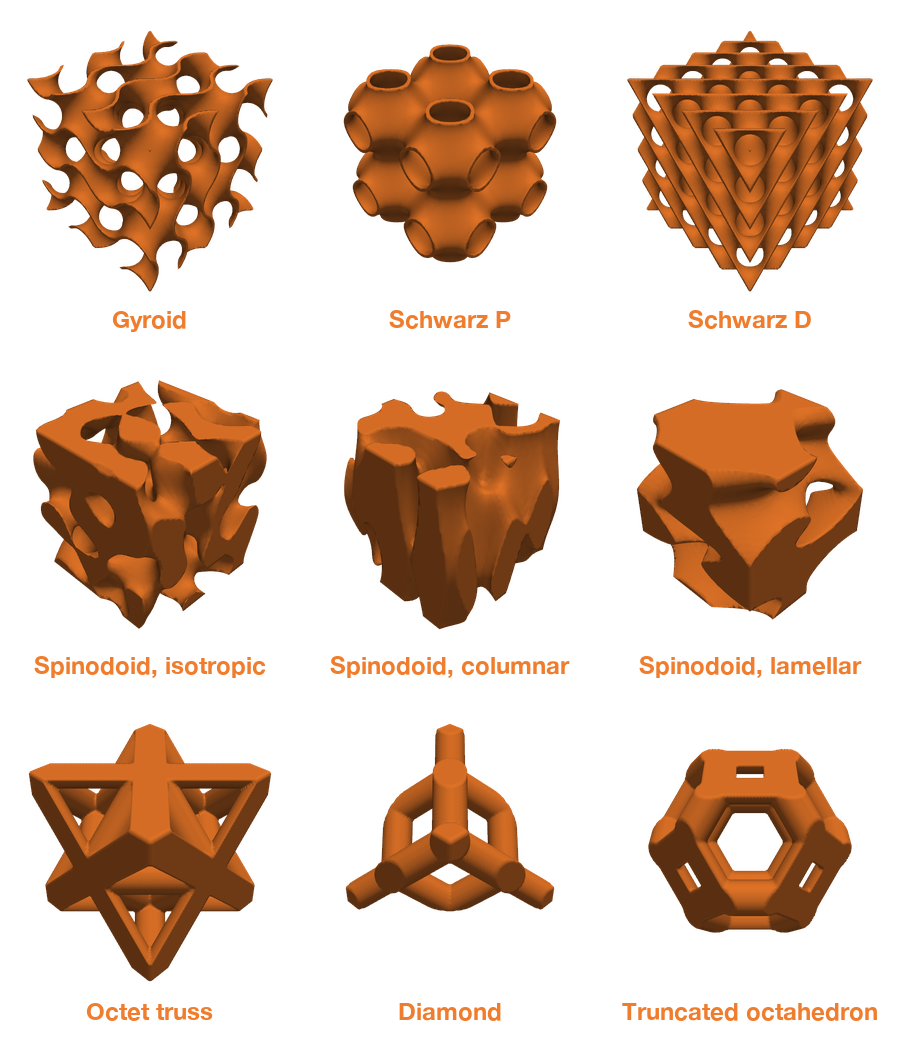 Gyroid
Schwarz P
Schwarz D
Spinodoid, isotropic
Spinodoid, columnar
Spinodoid, lamellar
Octet truss
Diamond
Truncated octahedron